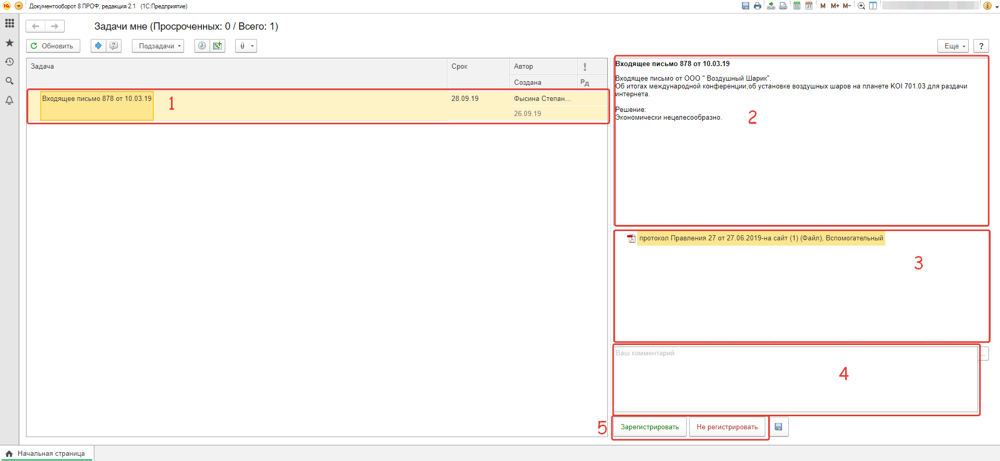 1С Документооборот 8 ПРОФ, редакция 2.1 (1С:Предприятие)
31 M M+ M- i
Задачи мне (Просроченных: 0 / Всего: 1)
Обновить ? Подзадачи Еще ?
Задача Срок Автор !
Создана РД
Входящее письмо 878 от 10.03.19 1 28.09.19 Фысина Степан...
26.09.19
Входящее письмо 878 от 10.03.19
Входящее письмо от ООО " Воздушный Шарик".
Об итогах международной конференции,об установке воздушных шаров на планете KOI 701.03 для раздачи
интернета.
Решение:
Экономически нецелесообразно.
2
протокол Правления 27 от 27.06.2019-на сайт (1) (Файл), Вспомогательный
3
Ваш комментарий ...
4
5 Зарегистрировать Не регистрировать
Начальная страница